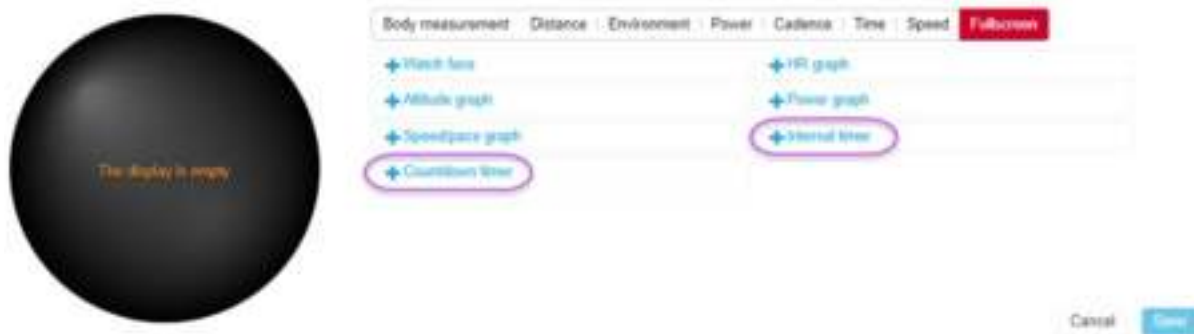 Body measurement Distance Environment Power Cadence Time Speed Fullscreen
Watch face
HR graph
Altitude graph
Power graph
Speed/pace graph
Interval timer
Countdown timer
The display is empty
Cancel Save